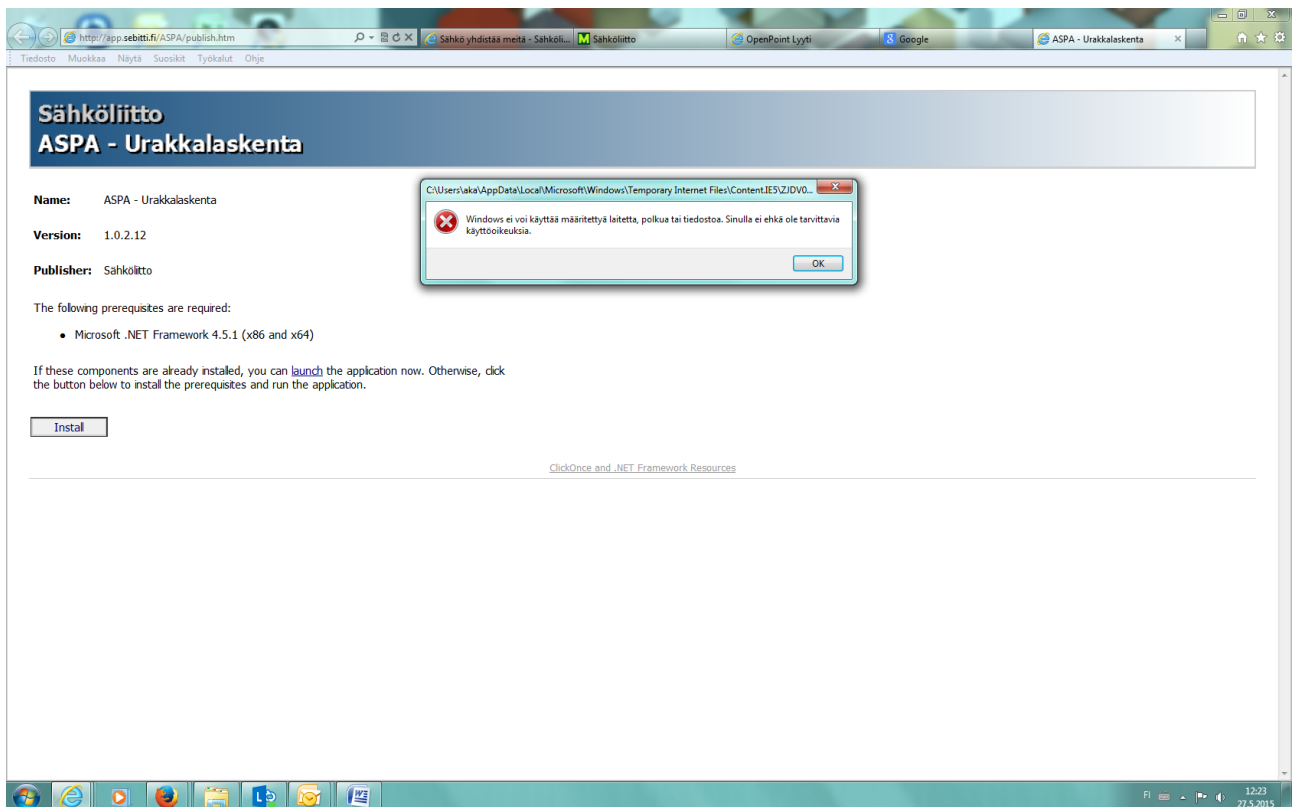 http://app.sebitti.fi/ASPA/publish.htm
Sähkö yhdistää meitä - Sähköli...
Sähköliitto
OpenPoint Lyyti
Google
ASPA - Urakkalaskenta
Tiedosto Muokkaa Näytä Suosikit Työkalut Ohje
Sähköliitto
ASPA - Urakkalaskenta
Name: ASPA - Urakkalaskenta
Version: 1.0.2.12
Publisher: Sähköliitto
The following prerequisites are required:
• Microsoft .NET Framework 4.5.1 (x86 and x64)
If these components are already installed, you can launch the application now. Otherwise, click
the button below to install the prerequisites and run the application.
Install
ClickOnce and .NET Framework Resources
C:\Users\aka\AppData\Local\Microsoft\Windows\Temporary Internet Files\Content.IE5\ZJDV0...
Windows ei voi käyttää määritettyä laitetta, polkua tai tiedostoa. Sinulla ei ehkä ole tarvittavia
käyttöoikeuksia.
OK
FI
12:23
27.5.2015